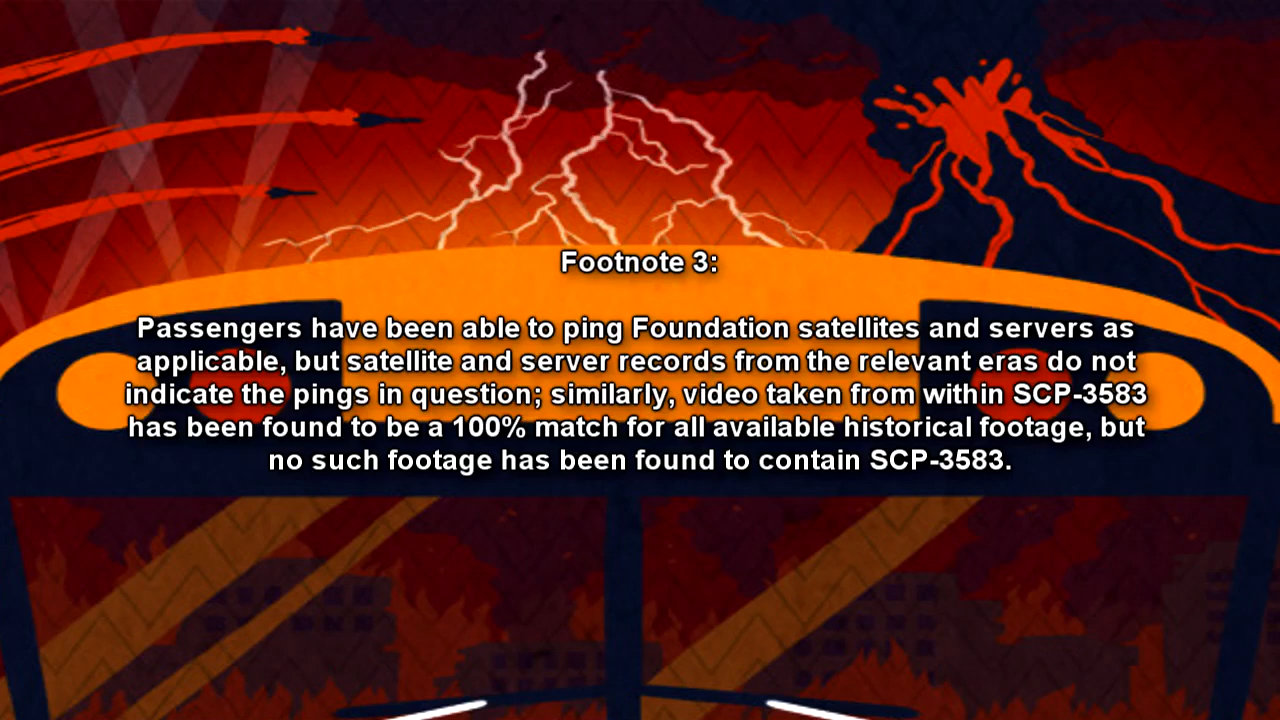 Footnote 3:
Passengers have been able to ping Foundation satellites and servers as
applicable, but satellite and server records from the relevant eras do not
indicate the pings in question; similarly, video taken from within SCP-3583
has been found to be a 100% match for all available historical footage, but
no such footage has been found to contain SCP-3583.